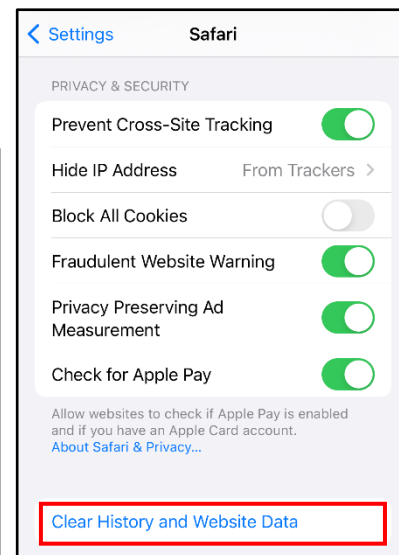 Settings Safari
PRIVACY & SECURITY
Prevent Cross-Site Tracking
Hide IP Address From Trackers
Block All Cookies
Fraudulent Website Warning
Privacy Preserving Ad
Measurement
Check for Apple Pay
Allow websites to check if Apple Pay is enabled
and if you have an Apple Card account.
About Safari & Privacy...
Clear History and Website Data